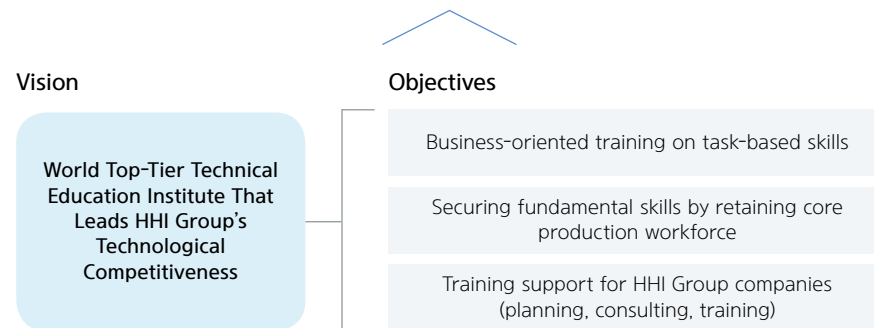 Vision
World Top-Tier Technical
Education Institute That
Leads HHI Group's
Technological
Competitiveness
Objectives
Business-oriented training on task-based skills
Securing fundamental skills by retaining core
production workforce
Training support for HHI Group companies
(planning, consulting, training)